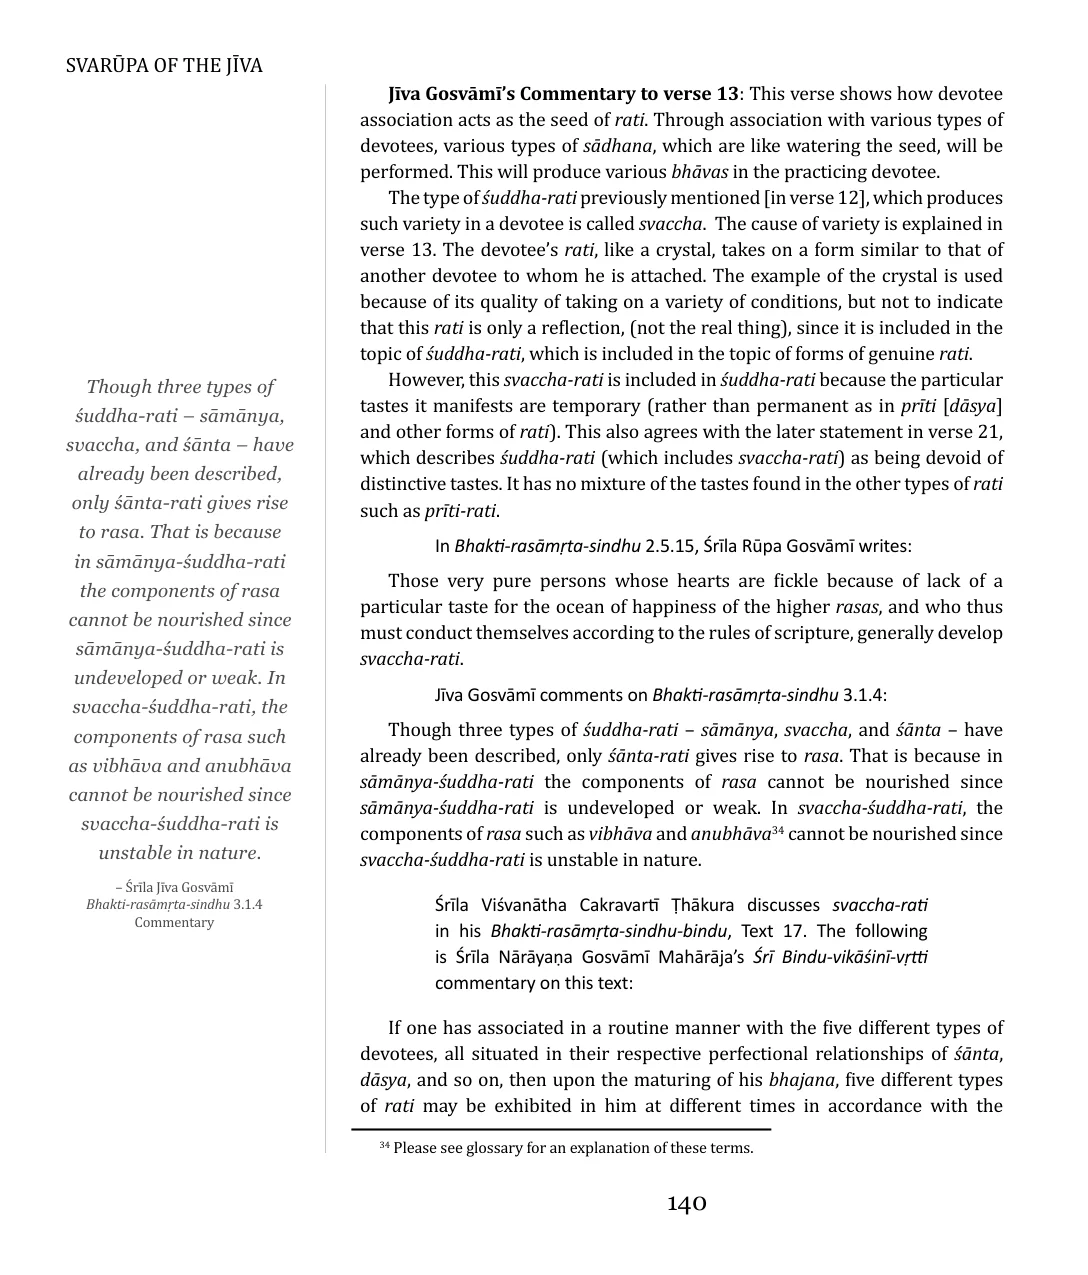 SVARŪPA OF THE JĪVA
Jīva Gosvāmī’s Commentary to verse 13: This verse shows how devotee
association acts as the seed of rati. Through association with various types of
devotees, various types of sādhana, which are like watering the seed, will be
performed. This will produce various bhāvas in the practicing devotee.
The type of śuddha-rati previously mentioned [in verse 12], which produces
such variety in a devotee is called svaccha. The cause of variety is explained in
verse 13. The devotee’s rati, like a crystal, takes on a form similar to that of
another devotee to whom he is attached. The example of the crystal is used
because of its quality of taking on a variety of conditions, but not to indicate
that this rati is only a reflection, (not the real thing), since it is included in the
topic of śuddha-rati, which is included in the topic of forms of genuine rati.
However, this svaccha-rati is included in śuddha-rati because the particular
tastes it manifests are temporary (rather than permanent as in prīti [dāsya]
and other forms of rati). This also agrees with the later statement in verse 21,
which describes śuddha-rati (which includes svaccha-rati) as being devoid of
distinctive tastes. It has no mixture of the tastes found in the other types of rati
such as prīti-rati.
In Bhakti-rasāmṛta-sindhu 2.5.15, Śrīla Rūpa Gosvāmī writes:
Those very pure persons whose hearts are fickle because of lack of a
particular taste for the ocean of happiness of the higher rasas, and who thus
must conduct themselves according to the rules of scripture, generally develop
svaccha-rati.
Jīva Gosvāmī comments on Bhakti-rasāmṛta-sindhu 3.1.4:
Though three types of śuddha-rati – sāmānya, svaccha, and śānta – have
already been described, only śānta-rati gives rise to rasa. That is because in
sāmānya-śuddha-rati the components of rasa cannot be nourished since
sāmānya-śuddha-rati is undeveloped or weak. In svaccha-śuddha-rati, the
components of rasa such as vibhāva and anubhāva³⁴ cannot be nourished since
svaccha-śuddha-rati is unstable in nature.
Śrīla Viśvanātha Cakravartī Ṭhākura discusses svaccha-rati
in his Bhakti-rasāmṛta-sindhu-bindu, Text 17. The following
is Śrīla Nārāyaṇa Gosvāmī Mahārāja’s Śrī Bindu-vikāśinī-vṛtti
commentary on this text:
If one has associated in a routine manner with the five different types of
devotees, all situated in their respective perfectional relationships of śānta,
dāsya, and so on, then upon the maturing of his bhajana, five different types
of rati may be exhibited in him at different times in accordance with the
Though three types of
śuddha-rati – sāmānya,
svaccha, and śānta – have
already been described,
only śānta-rati gives rise
to rasa. That is because
in sāmānya-śuddha-rati
the components of rasa
cannot be nourished since
sāmānya-śuddha-rati is
undeveloped or weak. In
svaccha-śuddha-rati, the
components of rasa such
as vibhāva and anubhāva
cannot be nourished since
svaccha-śuddha-rati is
unstable in nature.
– Śrīla Jīva Gosvāmī
Bhakti-rasāmṛta-sindhu 3.1.4
Commentary
³⁴ Please see glossary for an explanation of these terms.
140